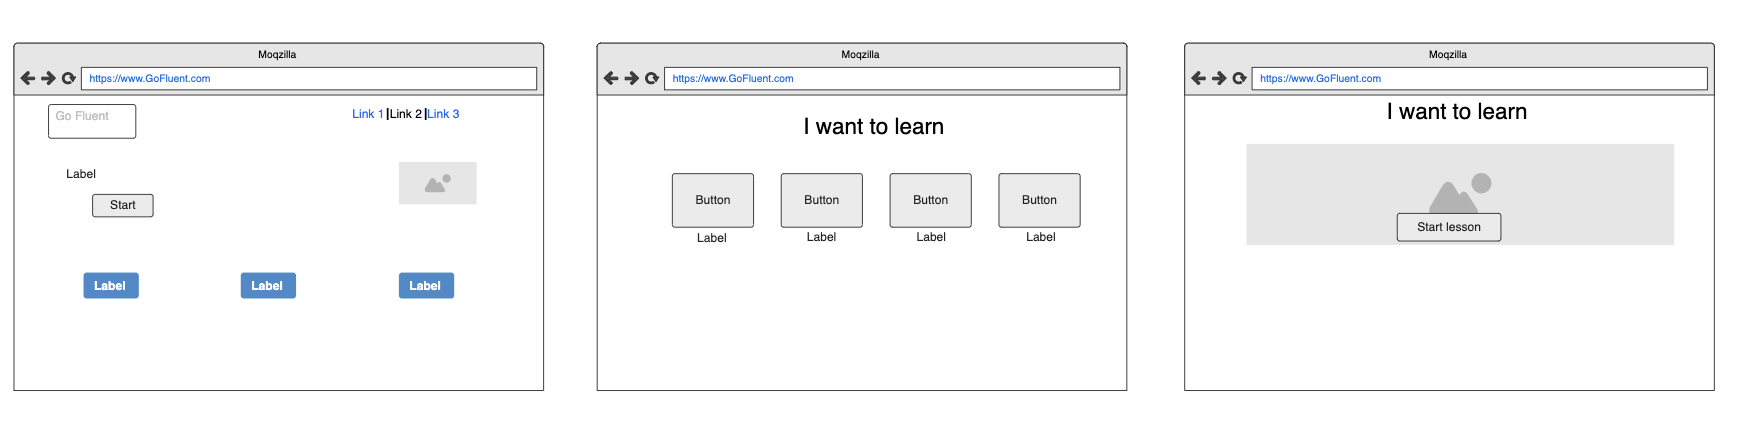 Moqzilla
https://www.GoFluent.com
Go Fluent
Link 1 | Link 2 | Link 3
Label
Start
Label Label Label
Moqzilla
https://www.GoFluent.com
I want to learn
Button Button Button Button
Label Label Label Label
Moqzilla
https://www.GoFluent.com
I want to learn
Start lesson